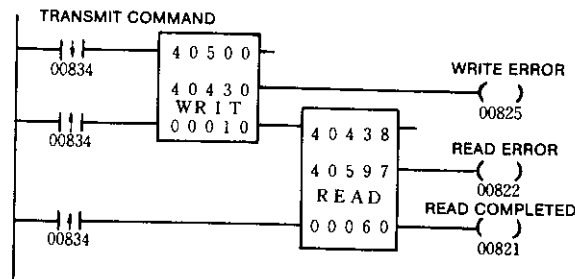 TRANSMIT COMMAND
00834
40500
40430
WRIT
00010
WRITE ERROR
00825
00834
40438
40597
READ
00060
READ ERROR
00822
READ COMPLETED
00821
00834